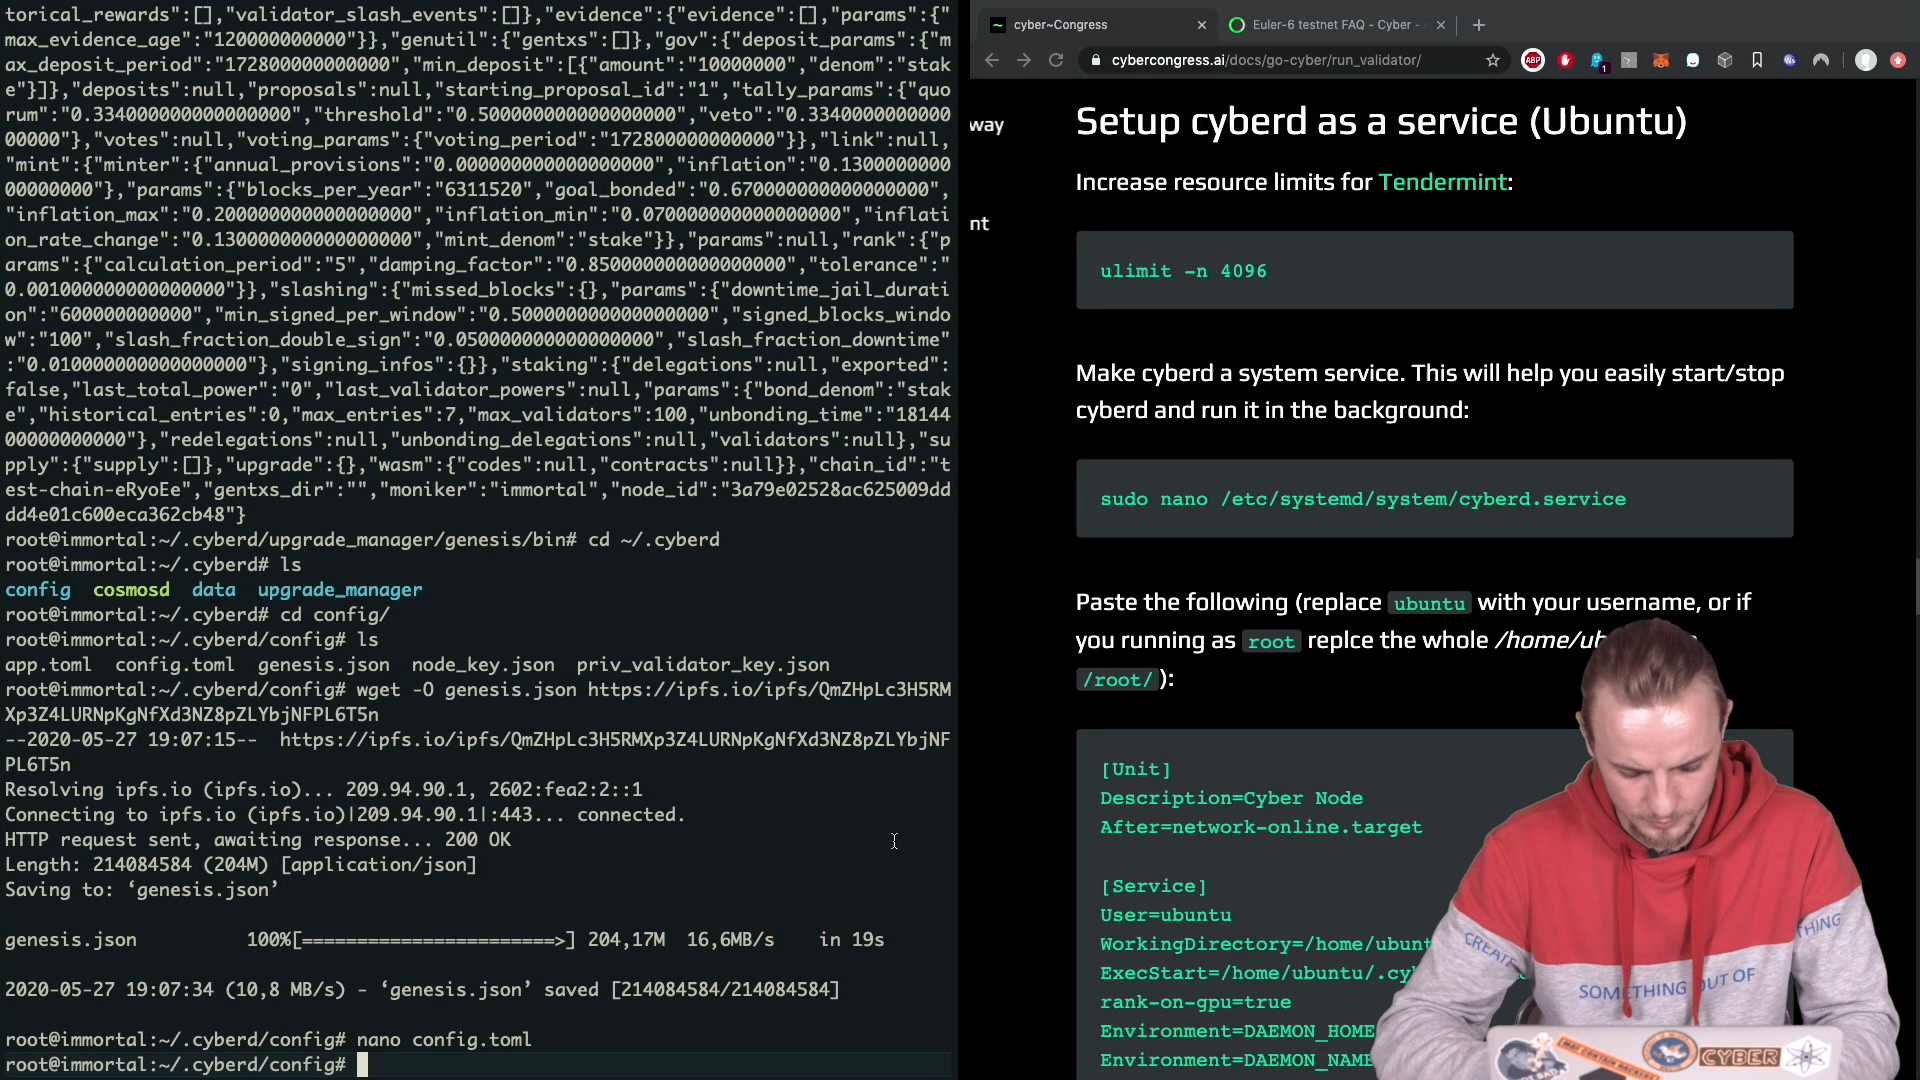 torical_rewards":[],"validator_slash_events":[]},"evidence":{"evidence":[],"params":{"
max_evidence_age":"120000000000"}},"genutil":{"gentxs":[]},"gov":{"deposit_params":{"m
ax_deposit_period":"172800000000000","min_deposit":[{"amount":"10000000","denom":"stak
e"}]},"deposits":null,"proposals":null,"starting_proposal_id":"1","tally_params":{"quo
rum":"0.334000000000000000","threshold":"0.500000000000000000","veto":"0.3340000000000
00000"},"votes":null,"voting_params":{"voting_period":"172800000000000"}},"link":null,
"mint":{"minter":{"annual_provisions":"0.000000000000000000","inflation":"0.1300000000
00000000"},"params":{"blocks_per_year":"6311520","goal_bonded":"0.670000000000000000",
"inflation_max":"0.200000000000000000","inflation_min":"0.070000000000000000","inflati
on_rate_change":"0.130000000000000000","mint_denom":"stake"}},"params":null,"rank":{"p
arams":{"calculation_period":"5","damping_factor":"0.850000000000000000","tolerance":"
0.001000000000000000"}},"slashing":{"missed_blocks":{},"params":{"downtime_jail_durati
on":"600000000000","min_signed_per_window":"0.500000000000000000","signed_blocks_windo
w":"100","slash_fraction_double_sign":"0.050000000000000000","slash_fraction_downtime"
:"0.010000000000000000"},"signing_infos":{}},"staking":{"delegations":null,"exported":
false,"last_total_power":"0","last_validator_powers":null,"params":{"bond_denom":"stak
e","historical_entries":0,"max_entries":7,"max_validators":100,"unbonding_time":"18144
00000000000"},"redelegations":null,"unbonding_delegations":null,"validators":null},"su
pply":{"supply":[]},"upgrade":{},"wasm":{"codes":null,"contracts":null}},"chain_id":"t
est-chain-eRyoEe","gentxs_dir":"","moniker":"immortal","node_id":"3a79e02528ac625009dd
dd4e01c600eca362cb48"}
root@immortal:~/.cyberd/upgrade_manager/genesis/bin# cd ~/.cyberd
root@immortal:~/.cyberd# ls
config  cosmosd  data  upgrade_manager
root@immortal:~/.cyberd# cd config/
root@immortal:~/.cyberd/config# ls
app.toml  config.toml  genesis.json  node_key.json  priv_validator_key.json
root@immortal:~/.cyberd/config# wget -O genesis.json https://ipfs.io/ipfs/QmZHpLc3H5RM
Xp3Z4LURNpKgNfXd3NZ8pZLYbjNFPL6T5n
--2020-05-27 19:07:15--  https://ipfs.io/ipfs/QmZHpLc3H5RMXp3Z4LURNpKgNfXd3NZ8pZLYbjNF
PL6T5n
Resolving ipfs.io (ipfs.io)... 209.94.90.1, 2602:fea2:2::1
Connecting to ipfs.io (ipfs.io)|209.94.90.1|:443... connected.
HTTP request sent, awaiting response... 200 OK
Length: 214084584 (204M) [application/json]
Saving to: ‘genesis.json’
genesis.json          100%[=======================>] 204,17M  16,6MB/s    in 19s
2020-05-27 19:07:34 (10,8 MB/s) - ‘genesis.json’ saved [214084584/214084584]
root@immortal:~/.cyberd/config# nano config.toml
root@immortal:~/.cyberd/config#
cyber~Congress
Euler-6 testnet FAQ - Cyber -
cybercongress.ai/docs/go-cyber/run_validator/
ABP
1
way
nt
Setup cyberd as a service (Ubuntu)
Increase resource limits for Tendermint:
ulimit -n 4096
Make cyberd a system service. This will help you easily start/stop
cyberd and run it in the background:
sudo nano /etc/systemd/system/cyberd.service
Paste the following (replace ubuntu with your username, or if
you running as root replce the whole /home/ub
/root/ ):
[Unit]
Description=Cyber Node
After=network-online.target
[Service]
User=ubuntu
WorkingDirectory=/home/ubunt
ExecStart=/home/ubuntu/.cy
rank-on-gpu=true
Environment=DAEMON_HOME
Environment=DAEMON_NAME
CREATE
SOMETHING OUT OF
THING
MAY CONTAIN HACKERS
CYBER